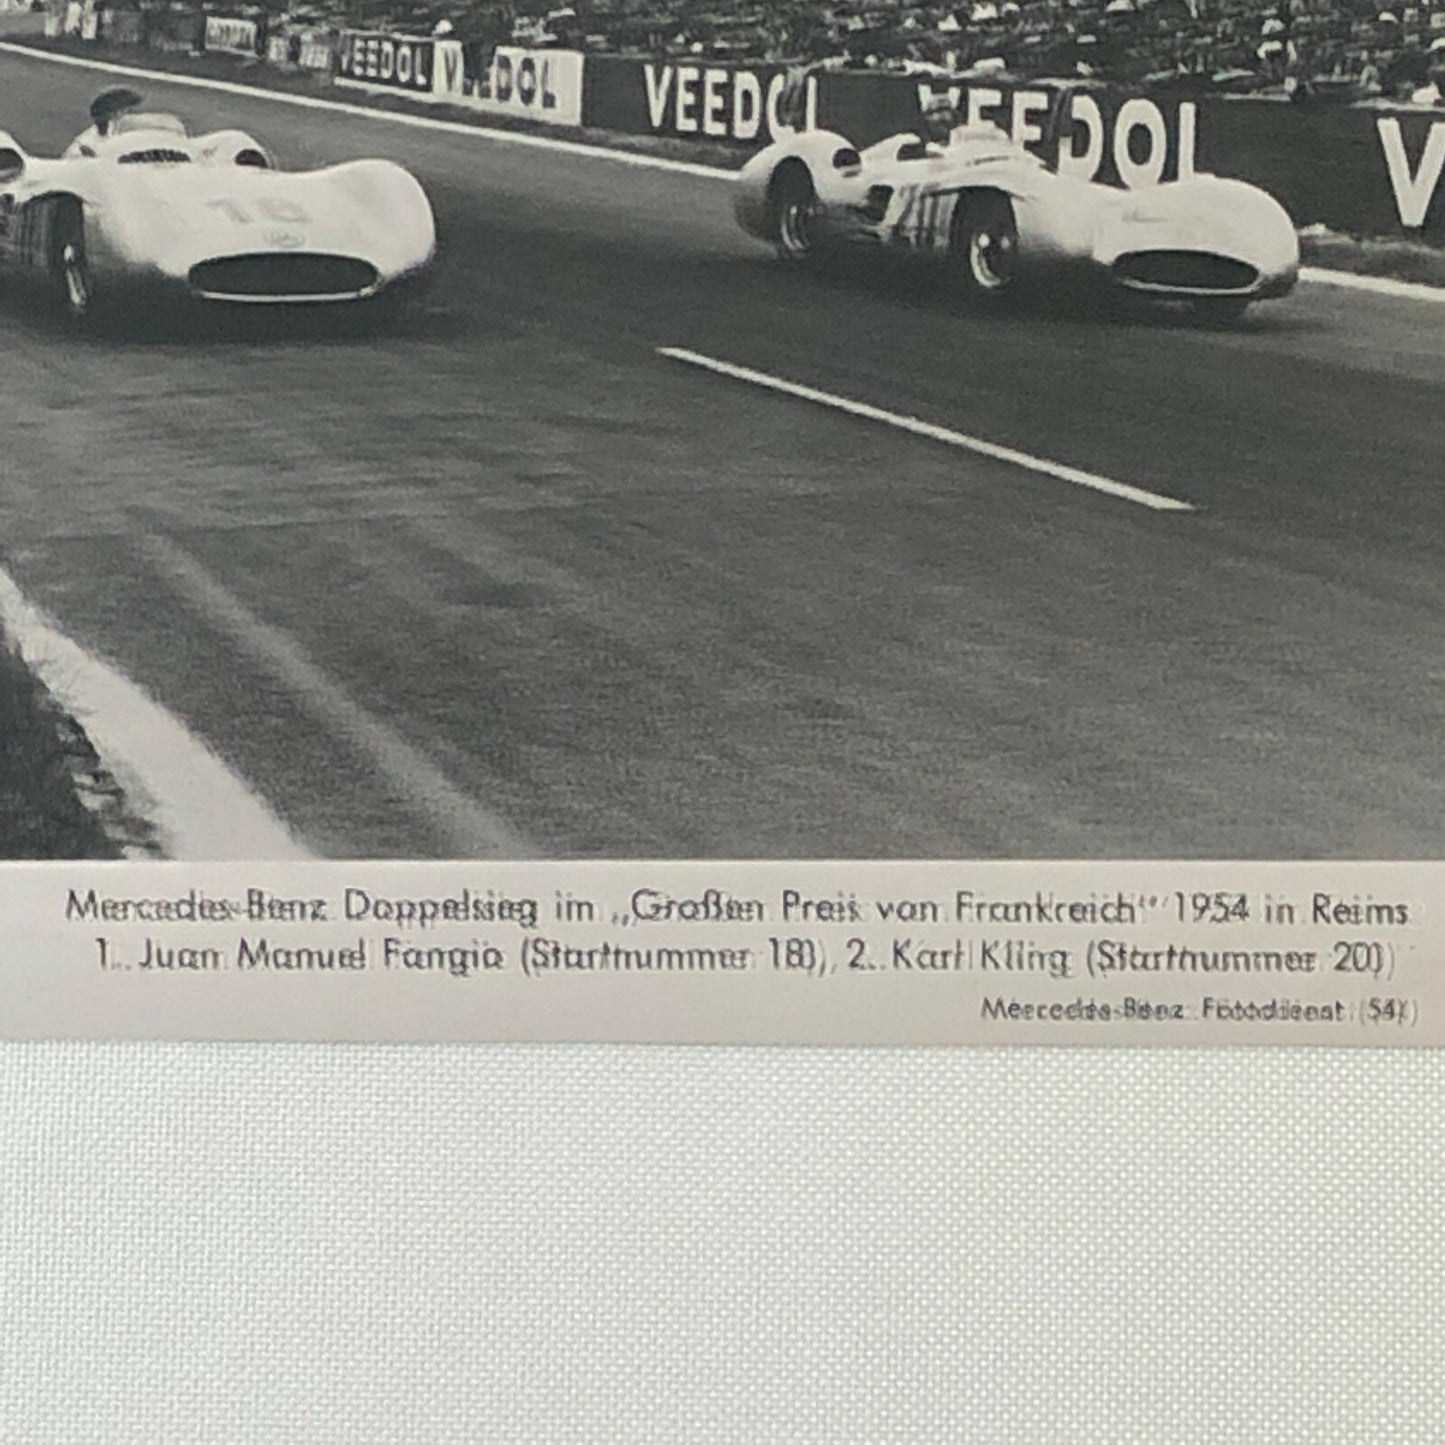 VEEDOL VEEDOL VEEDOL VEEDOL V
18
Mercedes-Benz Doppelsieg im „Großen Preis von Frankreich“ 1954 in Reims
1. Juan Manuel Fangio (Startnummer 18), 2. Karl Kling (Startnummer 20)
Mercedes-Benz Fotodienst (54)